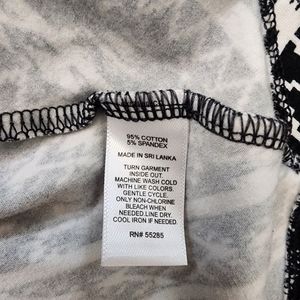 95% COTTON
5% SPANDEX
MADE IN SRI LANKA
TURN GARMENT
INSIDE OUT.
MACHINE WASH COLD
WITH LIKE COLORS.
GENTLE CYCLE.
ONLY NON-CHLORINE
BLEACH WHEN
NEEDED.LINE DRY.
COOL IRON IF NEEDED.
RN# 55285